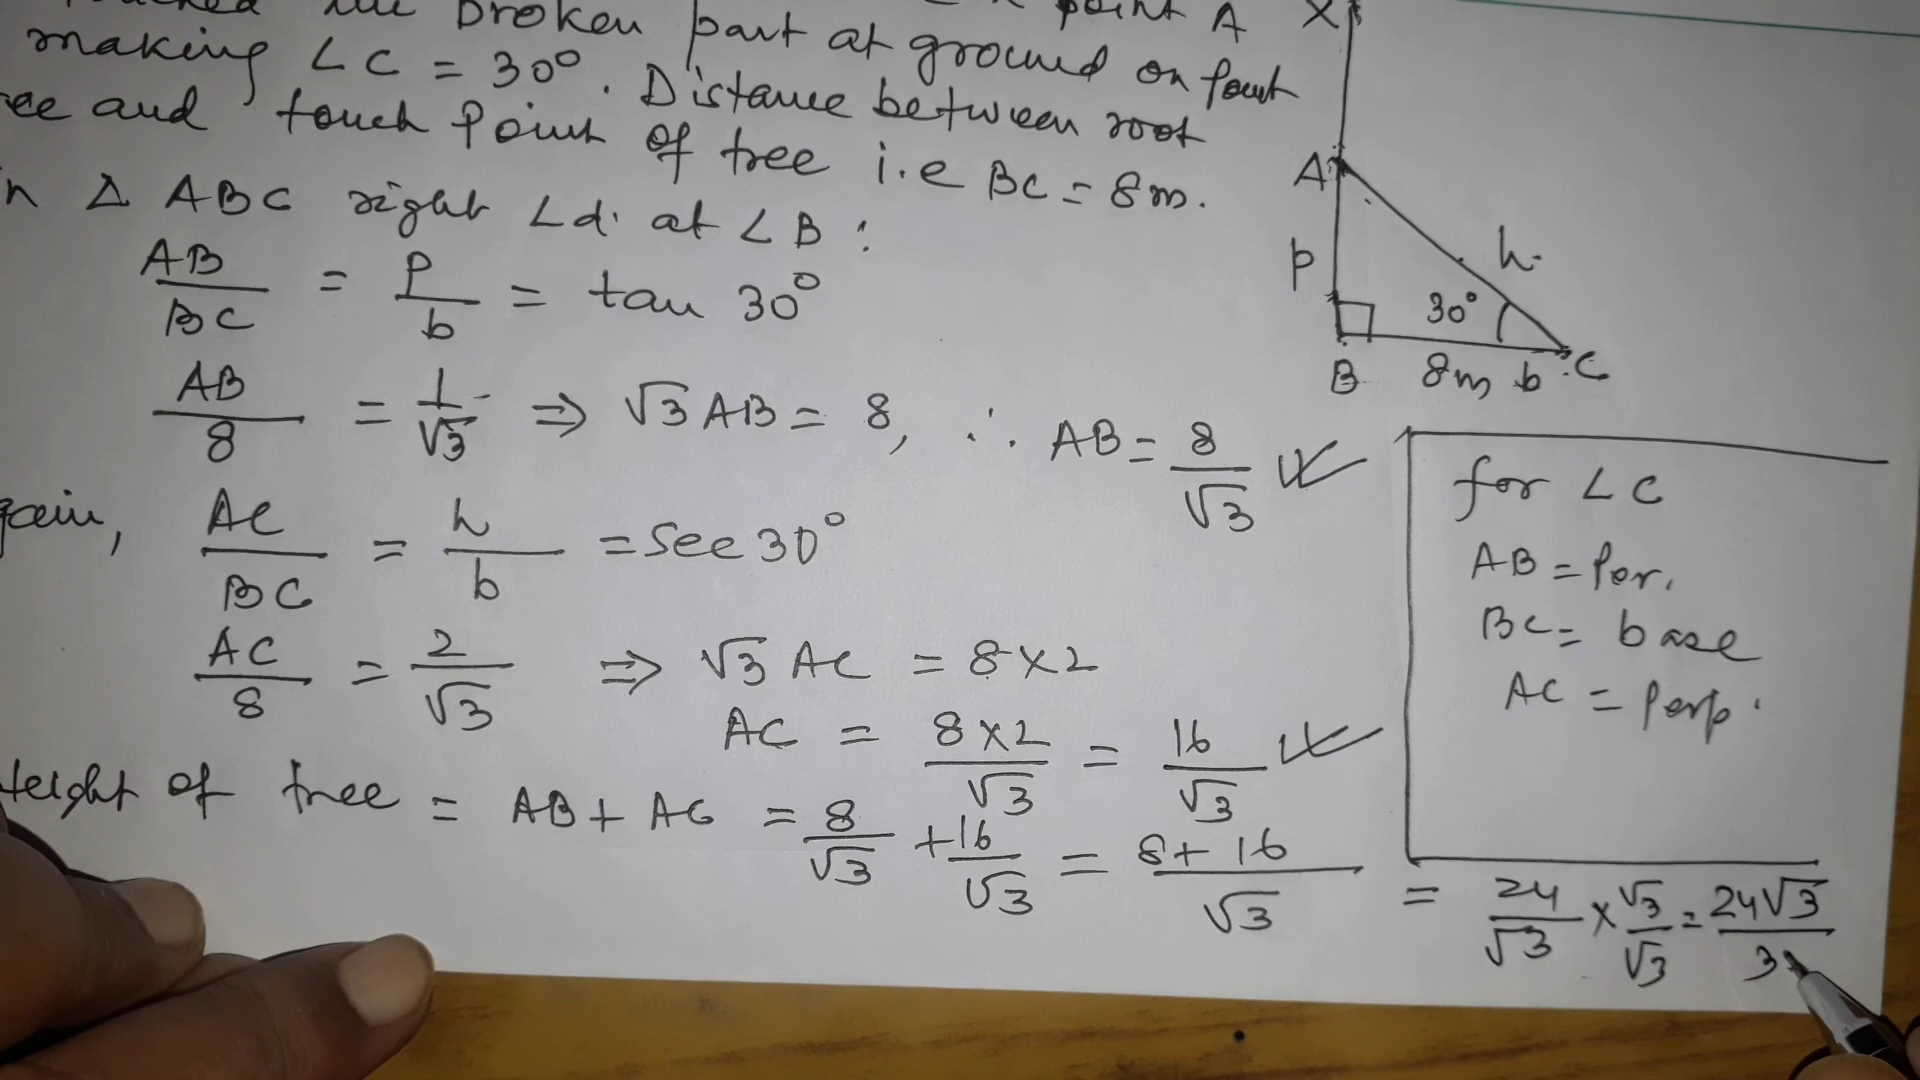 the broken part at point A
making ∠C = 30°. Distance between root
ground on
and touch point of tree i.e BC = 8m.
Δ ABC right ∠d. at ∠B :
AB/BC = P/b = tan 30°
AB/8 = 1/√3 ⇒ √3 AB = 8, ∴ AB = 8/√3
AC/BC = h/b = Sec 30°
AC/8 = 2/√3 ⇒ √3 AC = 8×2
AC = 8×2/√3 = 16/√3
of tree = AB + AC = 8/√3 + 16/√3 = 8+16/√3 = 24/√3 × √3/√3 = 24√3/3
X
A
P
h
30°
B
8m b
C
for ∠C
AB = Per.
BC = base
AC = Perp.